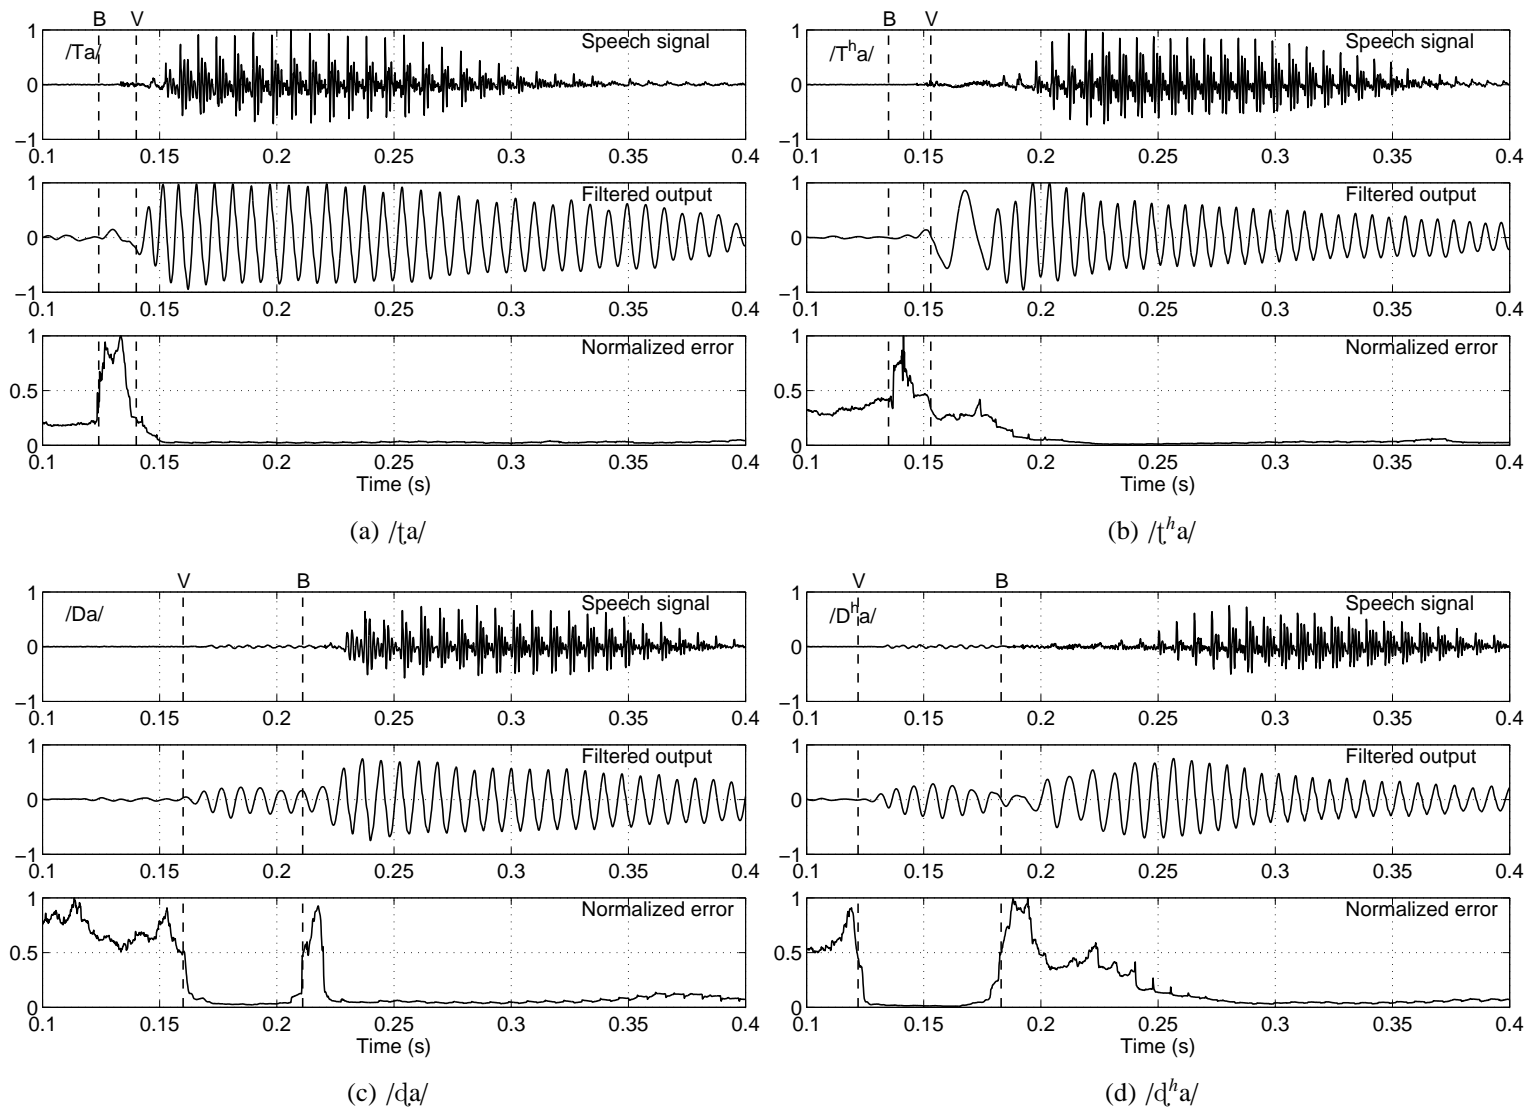 B V B V
1 /Ta/ Speech signal 1 /Tʰa/ Speech signal
0 0
−1 −1
0.1 0.15 0.2 0.25 0.3 0.35 0.4 0.1 0.15 0.2 0.25 0.3 0.35 0.4
1 Filtered output 1 Filtered output
0 0
−1 −1
0.1 0.15 0.2 0.25 0.3 0.35 0.4 0.1 0.15 0.2 0.25 0.3 0.35 0.4
1 Normalized error 1 Normalized error
0.5 0.5
0 0
0.1 0.15 0.2 0.25 0.3 0.35 0.4 0.1 0.15 0.2 0.25 0.3 0.35 0.4
Time (s) Time (s)
(a) /ʈa/ (b) /ʈʰa/
V B V B
1 /Da/ Speech signal 1 /Dʰa/ Speech signal
0 0
−1 −1
0.1 0.15 0.2 0.25 0.3 0.35 0.4 0.1 0.15 0.2 0.25 0.3 0.35 0.4
1 Filtered output 1 Filtered output
0 0
−1 −1
0.1 0.15 0.2 0.25 0.3 0.35 0.4 0.1 0.15 0.2 0.25 0.3 0.35 0.4
1 Normalized error 1 Normalized error
0.5 0.5
0 0
0.1 0.15 0.2 0.25 0.3 0.35 0.4 0.1 0.15 0.2 0.25 0.3 0.35 0.4
Time (s) Time (s)
(c) /ɖa/ (d) /ɖʰa/